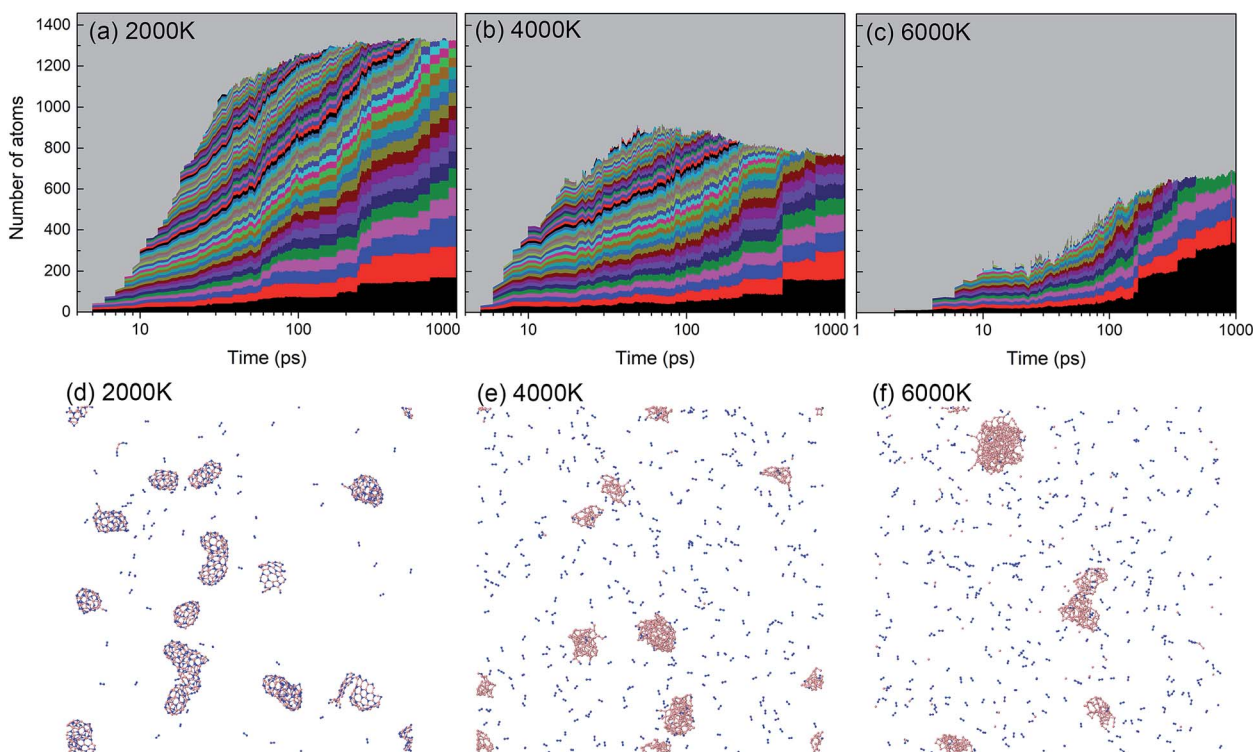 (a) 2000K
(b) 4000K
(c) 6000K
Number of atoms
1400
1200
1000
800
600
400
200
0
10 100 1000
10 100 1000
1 10 100 1000
Time (ps)
Time (ps)
Time (ps)
(d) 2000K
(e) 4000K
(f) 6000K